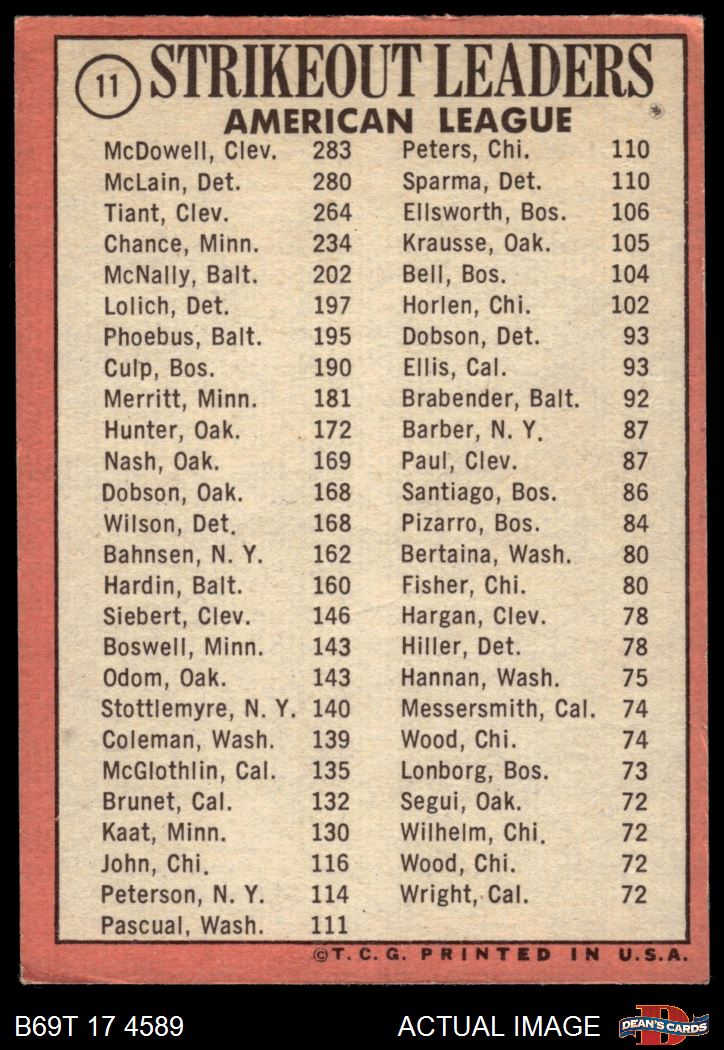 11 STRIKEOUT LEADERS
AMERICAN LEAGUE
McDowell, Clev. 283
McLain, Det. 280
Tiant, Clev. 264
Chance, Minn. 234
McNally, Balt. 202
Lolich, Det. 197
Phoebus, Balt. 195
Culp, Bos. 190
Merritt, Minn. 181
Hunter, Oak. 172
Nash, Oak. 169
Dobson, Oak. 168
Wilson, Det. 168
Bahnsen, N. Y. 162
Hardin, Balt. 160
Siebert, Clev. 146
Boswell, Minn. 143
Odom, Oak. 143
Stottlemyre, N. Y. 140
Coleman, Wash. 139
McGlothlin, Cal. 135
Brunet, Cal. 132
Kaat, Minn. 130
John, Chi. 116
Peterson, N. Y. 114
Pascual, Wash. 111
Peters, Chi. 110
Sparma, Det. 110
Ellsworth, Bos. 106
Krausse, Oak. 105
Bell, Bos. 104
Horlen, Chi. 102
Dobson, Det. 93
Ellis, Cal. 93
Brabender, Balt. 92
Barber, N. Y. 87
Paul, Clev. 87
Santiago, Bos. 86
Pizarro, Bos. 84
Bertaina, Wash. 80
Fisher, Chi. 80
Hargan, Clev. 78
Hiller, Det. 78
Hannan, Wash. 75
Messersmith, Cal. 74
Wood, Chi. 74
Lonborg, Bos. 73
Segui, Oak. 72
Wilhelm, Chi. 72
Wood, Chi. 72
Wright, Cal. 72
©T. C. G. PRINTED IN U.S.A.
B69T 17 4589 ACTUAL IMAGE D DEAN'S CARDS